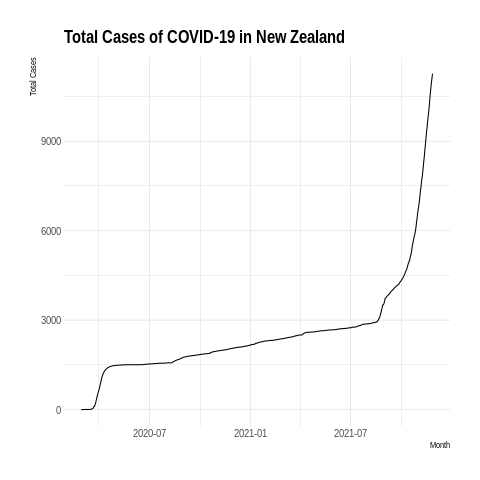 Total Cases of COVID-19 in New Zealand
Total Cases
9000
6000
3000
0
2020-07 2021-01 2021-07
Month